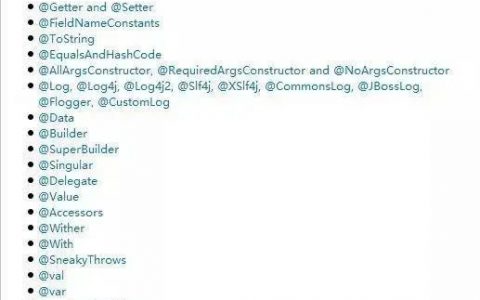 @Getter and @Setter
@FieldNameConstants
@ToString
@EqualsAndHashCode
@AllArgsConstructor, @RequiredArgsConstructor and @NoArgsConstructor
@Log, @Log4j, @Log4j2, @Slf4j, @XSlf4j, @CommonsLog, @JBossLog,
@Flogger, @CustomLog
@Data
@Builder
@SuperBuilder
@Singular
@Delegate
@Value
@Accessors
@Wither
@With
@SneakyThrows
@val
@var